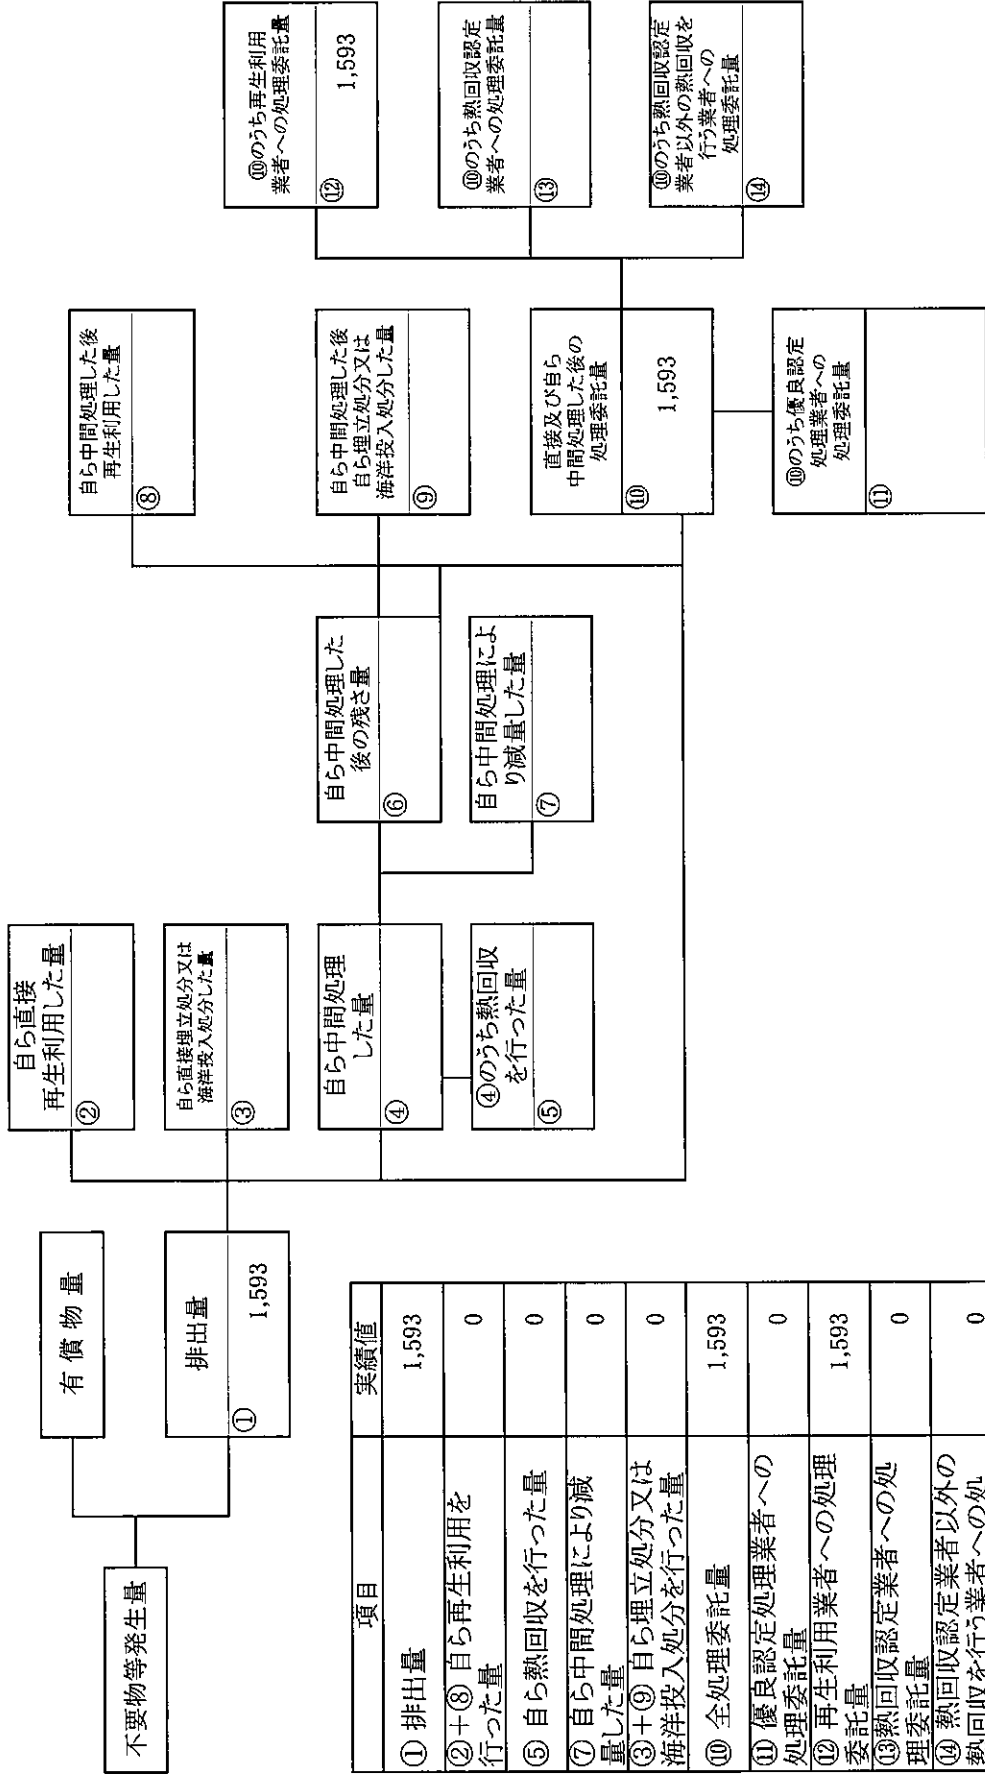 不要物等発生量
有償物量
排出量
①
1,593
自ら直接
再生利用した量
②
自ら直接埋立処分又は
海洋投入処分した量
③
自ら中間処理
した量
④
④のうち熱回収
を行った量
⑤
自ら中間処理した
後の残さ量
⑥
自ら中間処理によ
り減量した量
⑦
自ら中間処理した後
再生利用した量
⑧
自ら中間処理した後
自ら埋立処分又は
海洋投入処分した量
⑨
直接及び自ら
中間処理した後の
処理委託量
⑩
1,593
⑩のうち優良認定
処理業者への
処理委託量
⑪
⑩のうち再生利用
業者への処理委託量
⑫
1,593
⑩のうち熱回収認定
業者への処理委託量
⑬
⑩のうち熱回収認定
業者以外の熱回収を
行う業者への
処理委託量
⑭
項目 実績値
① 排出量 1,593
②＋⑧ 自ら再生利用を
行った量 0
⑤ 自ら熱回収を行った量 0
⑦ 自ら中間処理により減
量した量 0
③＋⑨ 自ら埋立処分又は
海洋投入処分を行った量 0
⑩ 全処理委託量 1,593
⑪ 優良認定処理業者への
処理委託量 0
⑫ 再生利用業者への処理
委託量 1,593
⑬熱回収認定業者への処
理委託量 0
⑭ 熱回収認定業者以外の
熱回収を行う業者への処 0